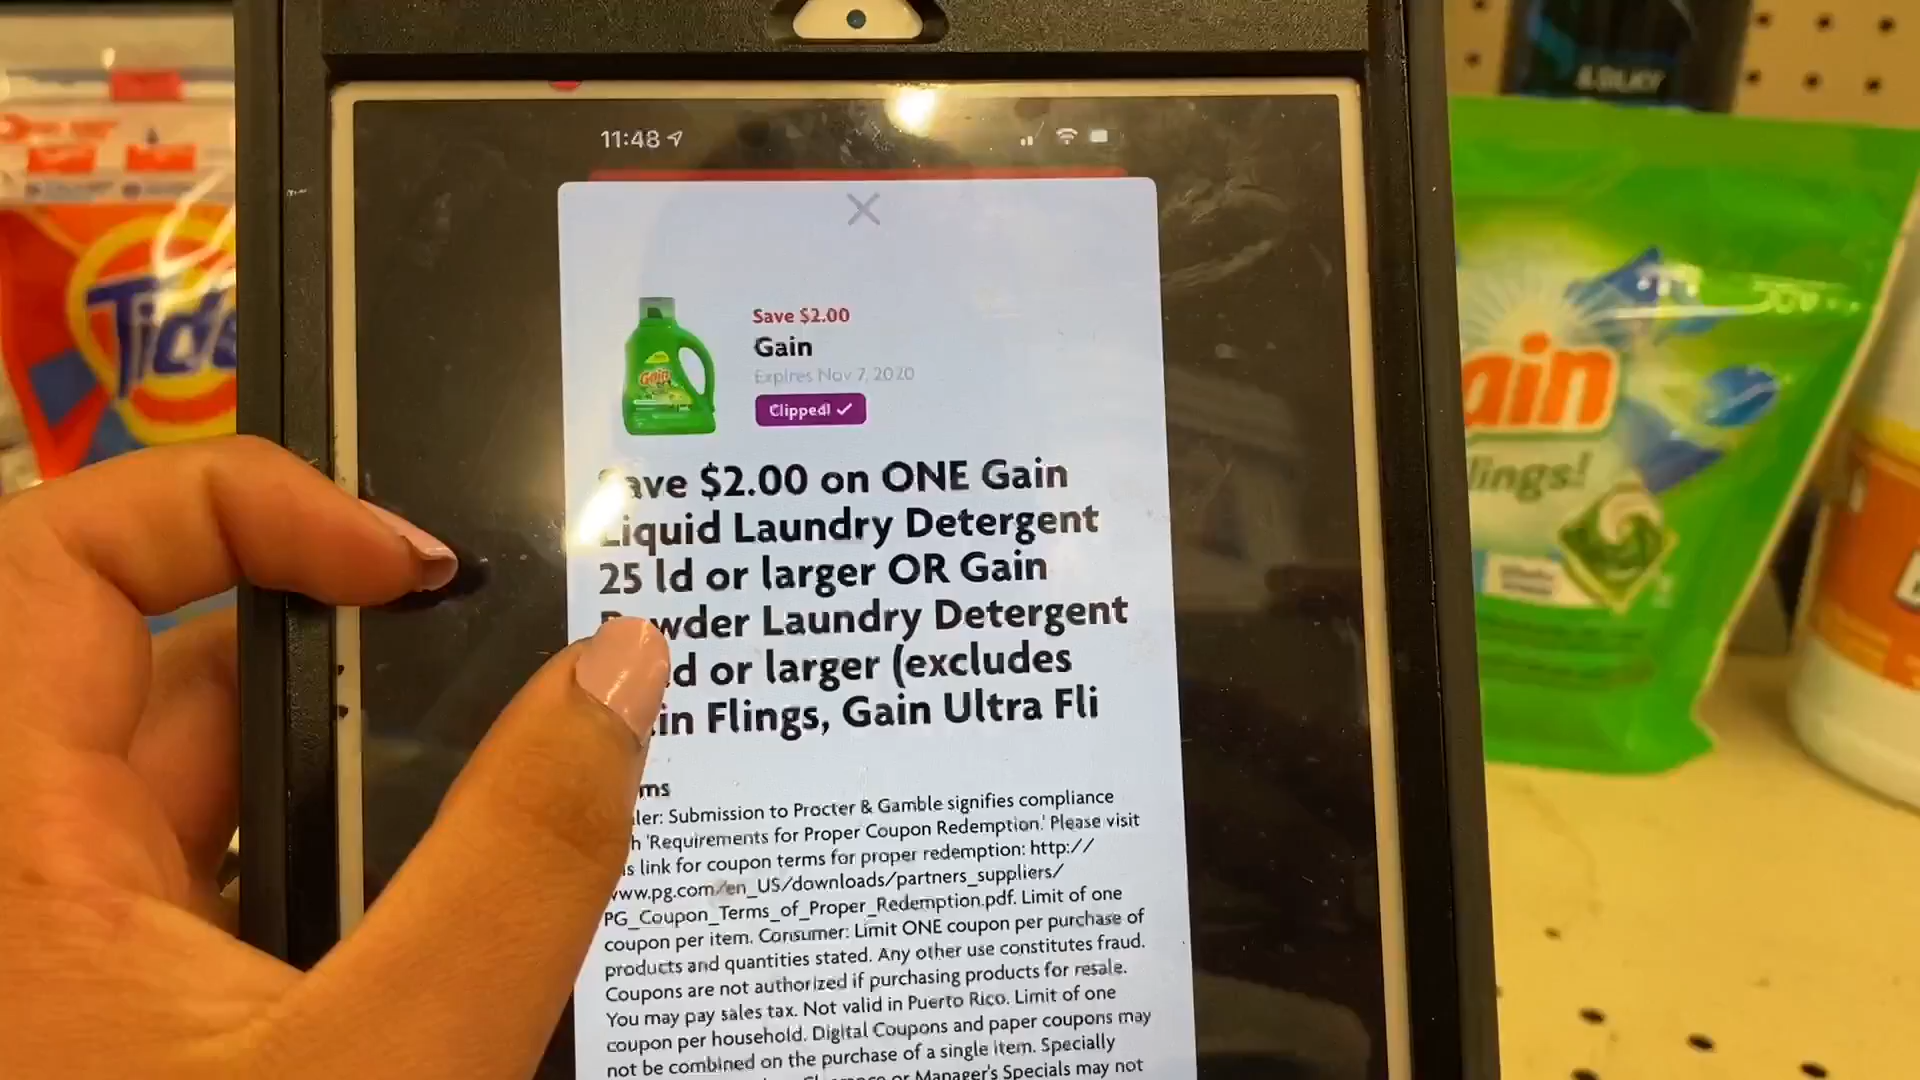 & SILKY
11:48
Tide
Save $2.00
Gain
Expires Nov 7, 2020
Clipped!
Gain
Save $2.00 on ONE Gain
Liquid Laundry Detergent
25 ld or larger OR Gain
Powder Laundry Detergent
d or larger (excludes
in Flings, Gain Ultra Fli
ms
ler: Submission to Procter & Gamble signifies compliance
h 'Requirements for Proper Coupon Redemption.' Please visit
is link for coupon terms for proper redemption: http://
www.pg.com/en_US/downloads/partners_suppliers/
PG_Coupon_Terms_of_Proper_Redemption.pdf. Limit of one
coupon per item. Consumer: Limit ONE coupon per purchase of
products and quantities stated. Any other use constitutes fraud.
Coupons are not authorized if purchasing products for resale.
You may pay sales tax. Not valid in Puerto Rico. Limit of one
coupon per household. Digital Coupons and paper coupons may
not be combined on the purchase of a single item. Specially
or Manager's Specials may not
ain
lings!